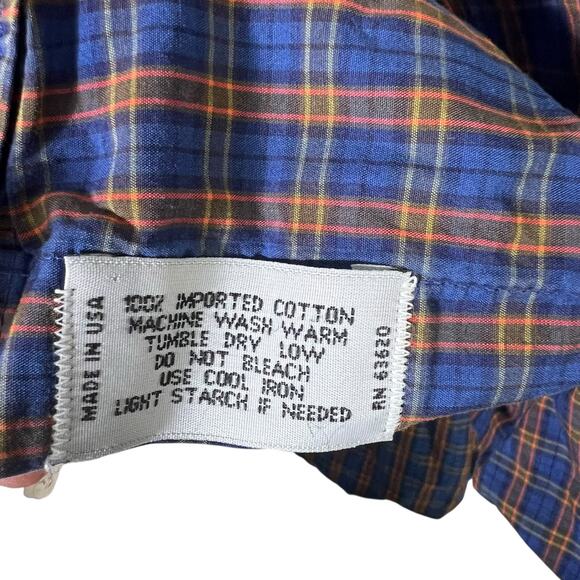 MADE IN USA
100% IMPORTED COTTON
MACHINE WASH WARM
TUMBLE DRY LOW
DO NOT BLEACH
USE COOL IRON
LIGHT STARCH IF NEEDED
RN 63620